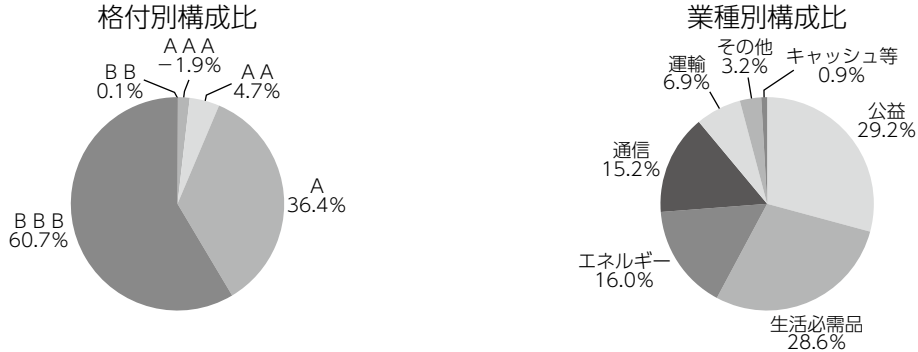 格付別構成比
AAA
−1.9%
AA
4.7%
A
36.4%
BBB
60.7%
BB
0.1%
業種別構成比
公益
29.2%
生活必需品
28.6%
エネルギー
16.0%
通信
15.2%
運輸
6.9%
その他
3.2%
キャッシュ等
0.9%